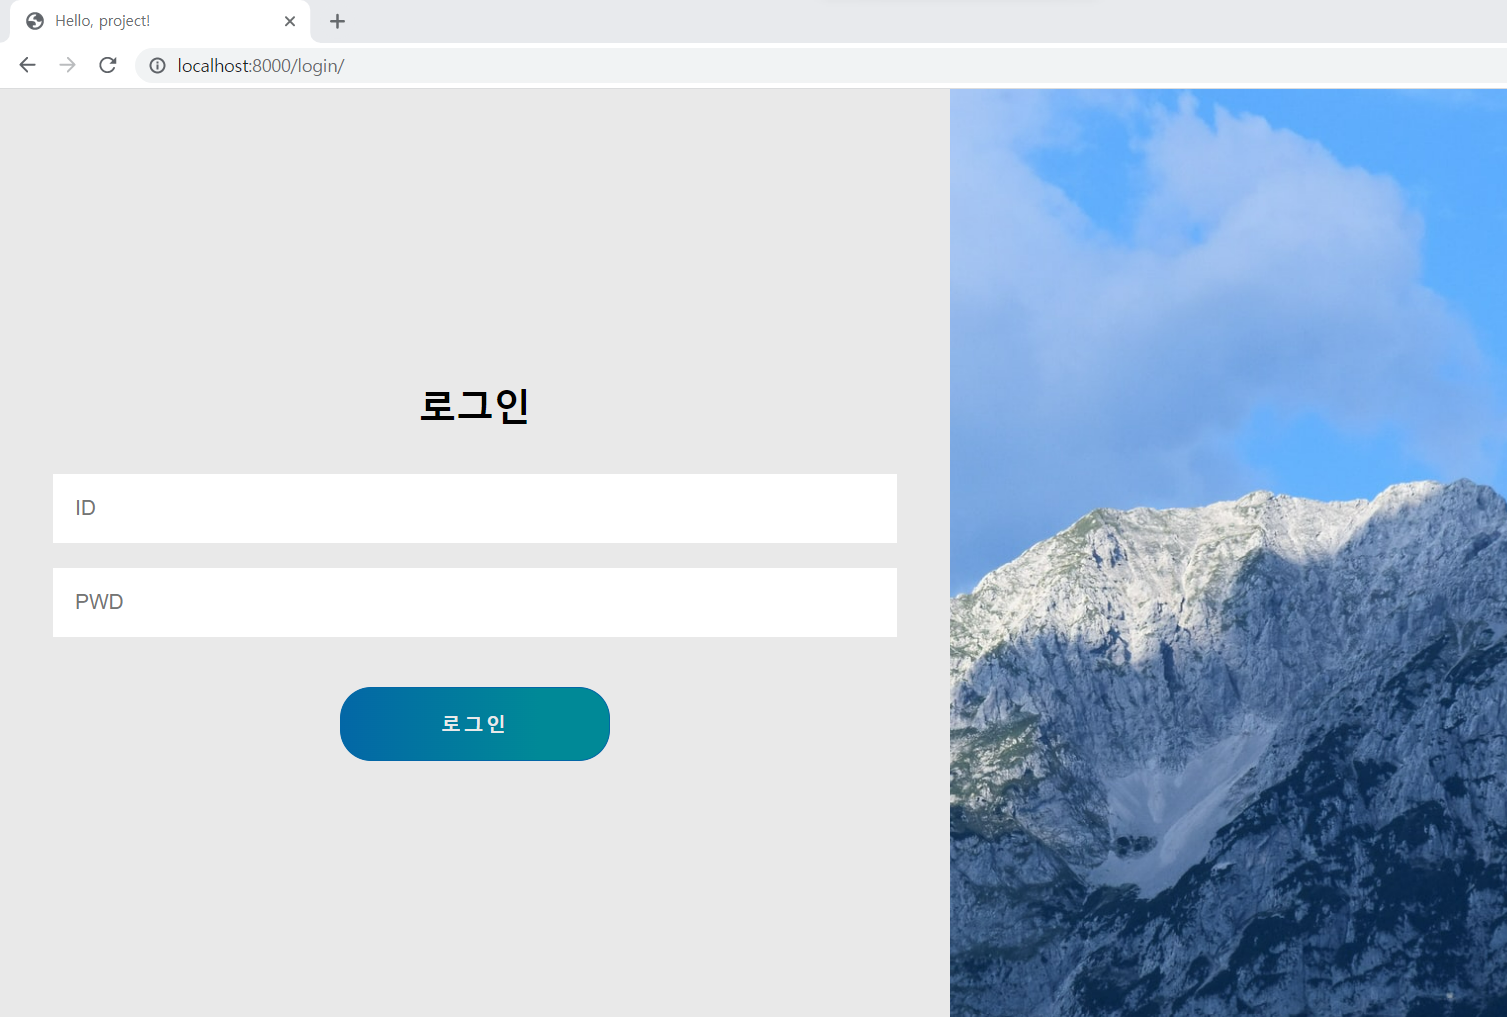 Hello, project!
localhost:8000/login/
로그인
ID
PWD
로그인